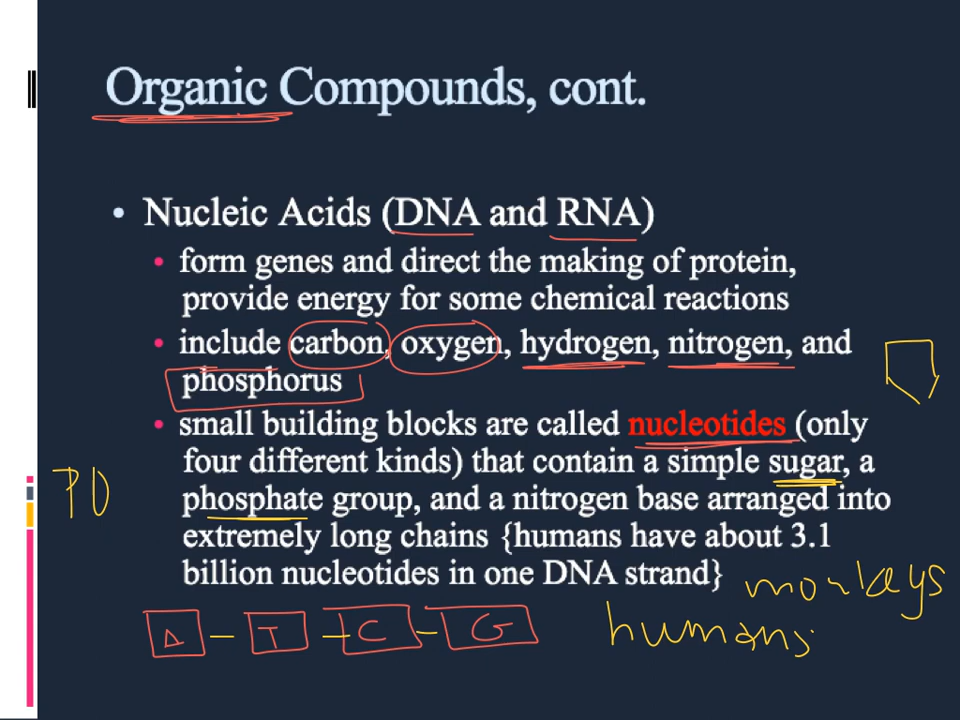 Organic Compounds, cont.
• Nucleic Acids (DNA and RNA)
• form genes and direct the making of protein,
provide energy for some chemical reactions
• include carbon, oxygen, hydrogen, nitrogen, and
phosphorus
• small building blocks are called nucleotides (only
four different kinds) that contain a simple sugar, a
phosphate group, and a nitrogen base arranged into
extremely long chains {humans have about 3.1
billion nucleotides in one DNA strand}
monkeys
humans
A – T – C – G